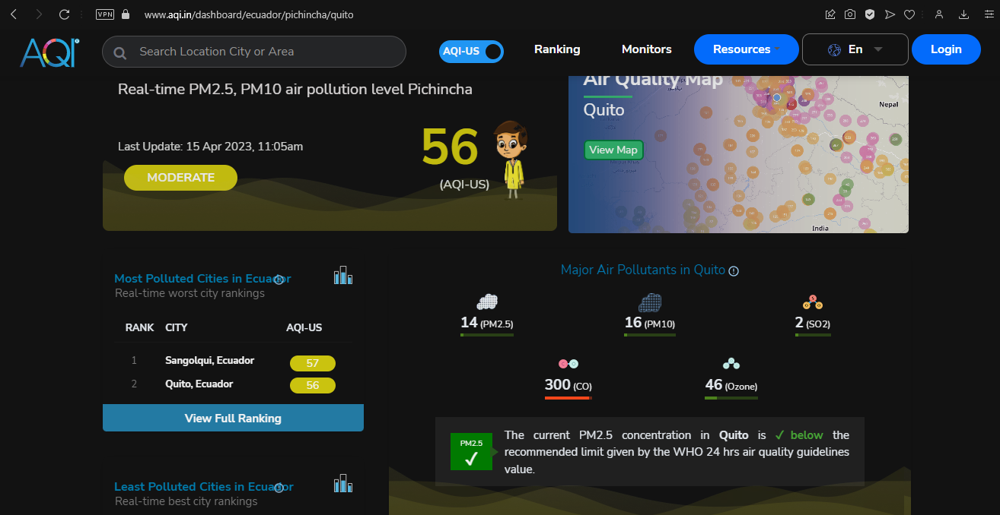 VPN
www.aqi.in/dashboard/ecuador/pichincha/quito
AQI
Search Location City or Area
AQI-US
Ranking
Monitors
Resources
En
Login
Real-time PM2.5, PM10 air pollution level Pichincha
Last Update: 15 Apr 2023, 11:05am
MODERATE
56
(AQI-US)
Air Quality Map
Quito
View Map
Nepal
India
Most Polluted Cities in Ecuador
Real-time worst city rankings
RANK CITY AQI-US
1 Sangolqui, Ecuador 57
2 Quito, Ecuador 56
View Full Ranking
Least Polluted Cities in Ecuador
Real-time best city rankings
Major Air Pollutants in Quito
14 (PM2.5)
16 (PM10)
2 (SO2)
300 (CO)
46 (Ozone)
PM2.5
The current PM2.5 concentration in Quito is ✓ below the
recommended limit given by the WHO 24 hrs air quality guidelines
value.